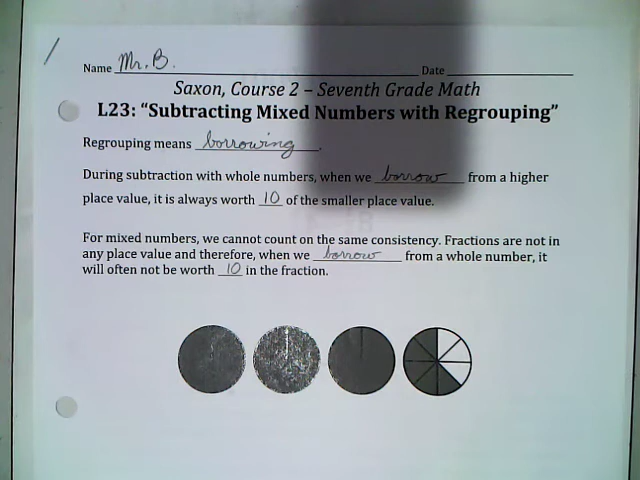 /
Name Mr. B. Date
Saxon, Course 2 – Seventh Grade Math
L23: “Subtracting Mixed Numbers with Regrouping”
Regrouping means borrowing.
During subtraction with whole numbers, when we borrow from a higher
place value, it is always worth 10 of the smaller place value.
For mixed numbers, we cannot count on the same consistency. Fractions are not in
any place value and therefore, when we borrow from a whole number, it
will often not be worth 10 in the fraction.